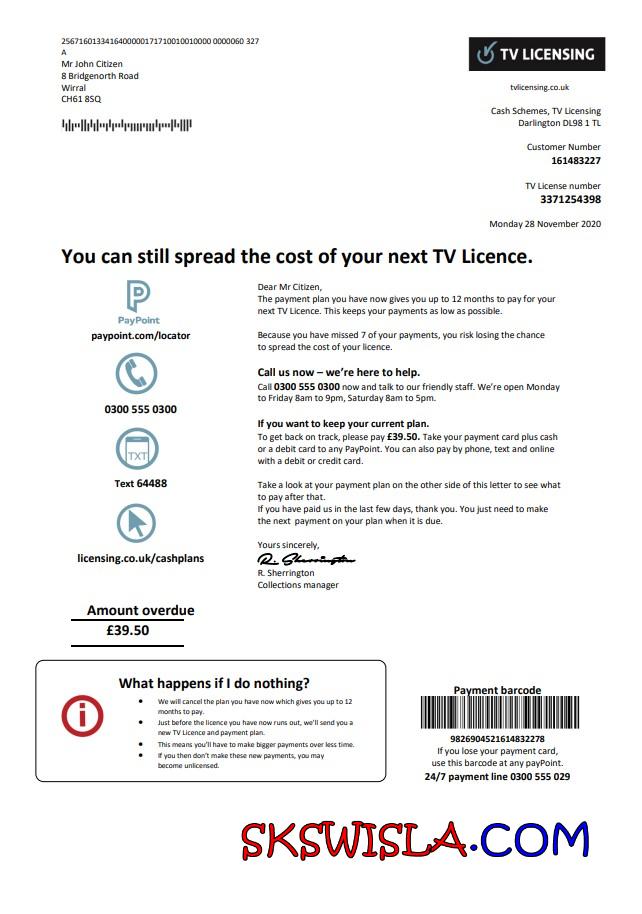 25671601334164000001717100100100​00 0000060 327
A
Mr John Citizen
8 Bridgenorth Road
Wirral
CH61 8SQ
TV LICENSING
tvlicensing.co.uk
Cash Schemes, TV Licensing
Darlington DL98 1 TL
Customer Number
161483227
TV License number
3371254398
Monday 28 November 2020
You can still spread the cost of your next TV Licence.
PayPoint
paypoint.com/locator
0300 555 0300
TXT
Text 64488
licensing.co.uk/cashplans
Dear Mr Citizen,
The payment plan you have now gives you up to 12 months to pay for your
next TV Licence. This keeps your payments as low as possible.
Because you have missed 7 of your payments, you risk losing the chance
to spread the cost of your licence.
Call us now – we're here to help.
Call 0300 555 0300 now and talk to our friendly staff. We're open Monday
to Friday 8am to 9pm, Saturday 8am to 5pm.
If you want to keep your current plan.
To get back on track, please pay £39.50. Take your payment card plus cash
or a debit card to any PayPoint. You can also pay by phone, text and online
with a debit or credit card.
Take a look at your payment plan on the other side of this letter to see what
to pay after that.
If you have paid us in the last few days, thank you. You just need to make
the next payment on your plan when it is due.
Yours sincerely,
R. Sherrington
R. Sherrington
Collections manager
Amount overdue
£39.50
What happens if I do nothing?
• We will cancel the plan you have now which gives you up to 12
months to pay.
• Just before the licence you have now runs out, we'll send you a
new TV Licence and payment plan.
• This means you'll have to make bigger payments over less time.
• If you then don't make these new payments, you may
become unlicensed.
Payment barcode
9826904521614832278
If you lose your payment card,
use this barcode at any payPoint.
24/7 payment line 0300 555 029
SKSWISLA.COM